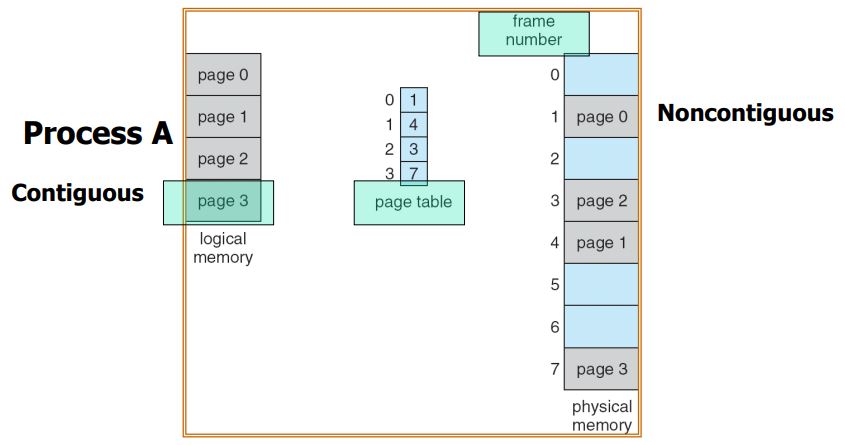 frame
number
Process A
Contiguous
page 0
page 1
page 2
page 3
logical
memory
0 1
1 4
2 3
3 7
page table
0
1 page 0
2
3 page 2
4 page 1
5
6
7 page 3
physical
memory
Noncontiguous